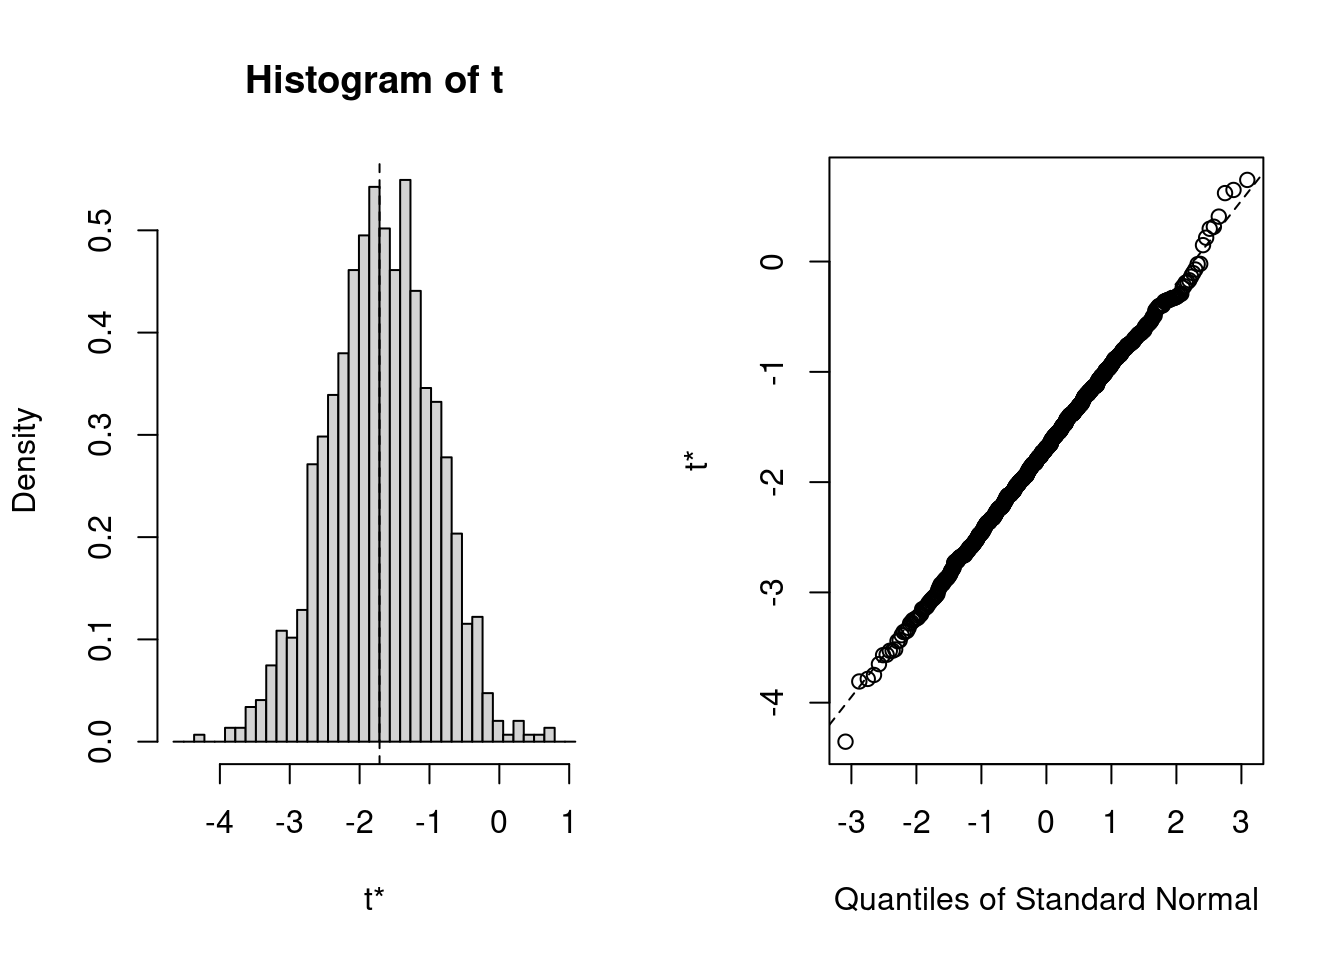 Histogram of t
Density
0.0 0.1 0.2 0.3 0.4 0.5
-4 -3 -2 -1 0 1
t*
t*
-4 -3 -2 -1 0
-3 -2 -1 0 1 2 3
Quantiles of Standard Normal